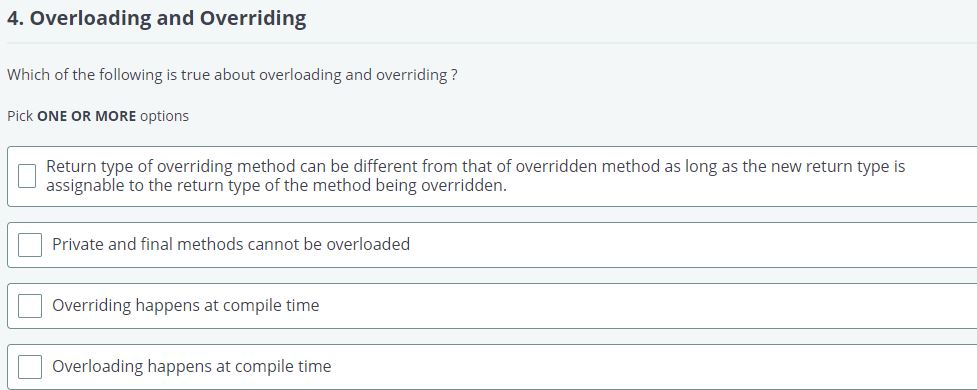 4. Overloading and Overriding
Which of the following is true about overloading and overriding ?
Pick ONE OR MORE options
Return type of overriding method can be different from that of overridden method as long as the new return type is
assignable to the return type of the method being overridden.
Private and final methods cannot be overloaded
Overriding happens at compile time
Overloading happens at compile time